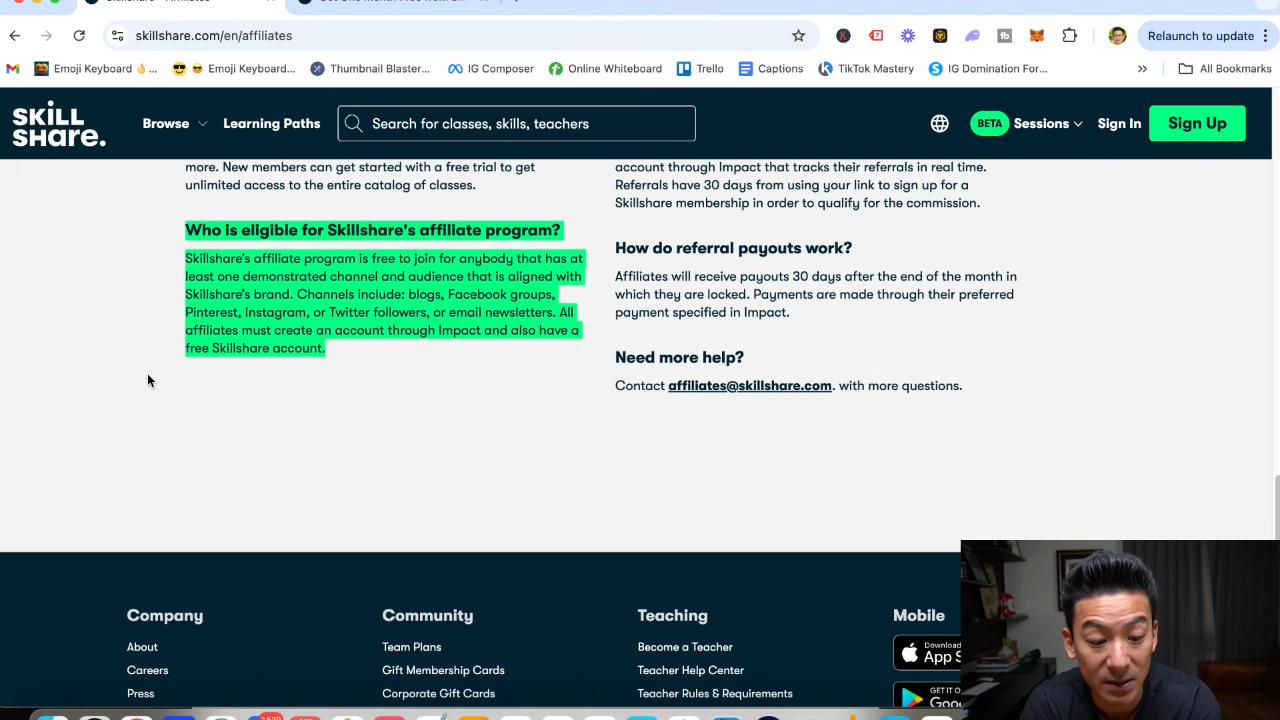 skillshare.com/en/affiliates
Relaunch to update
Emoji Keyboard 👌...
😎 Emoji Keyboard...
Thumbnail Blaster...
IG Composer
Online Whiteboard
Trello
Captions
TikTok Mastery
IG Domination For...
»
All Bookmarks
SKILL
SHARE.
Browse
Learning Paths
Search for classes, skills, teachers
BETA
Sessions
Sign In
Sign Up
more. New members can get started with a free trial to get
unlimited access to the entire catalog of classes.
Who is eligible for Skillshare's affiliate program?
Skillshare's affiliate program is free to join for anybody that has at
least one demonstrated channel and audience that is aligned with
Skillshare's brand. Channels include: blogs, Facebook groups,
Pinterest, Instagram, or Twitter followers, or email newsletters. All
affiliates must create an account through Impact and also have a
free Skillshare account.
account through Impact that tracks their referrals in real time.
Referrals have 30 days from using your link to sign up for a
Skillshare membership in order to qualify for the commission.
How do referral payouts work?
Affiliates will receive payouts 30 days after the end of the month in
which they are locked. Payments are made through their preferred
payment specified in Impact.
Need more help?
Contact affiliates@skillshare.com. with more questions.
Company
About
Careers
Press
Community
Team Plans
Gift Membership Cards
Corporate Gift Cards
Teaching
Become a Teacher
Teacher Help Center
Teacher Rules & Requirements
Mobile
Download
App S
GET IT O
Goo